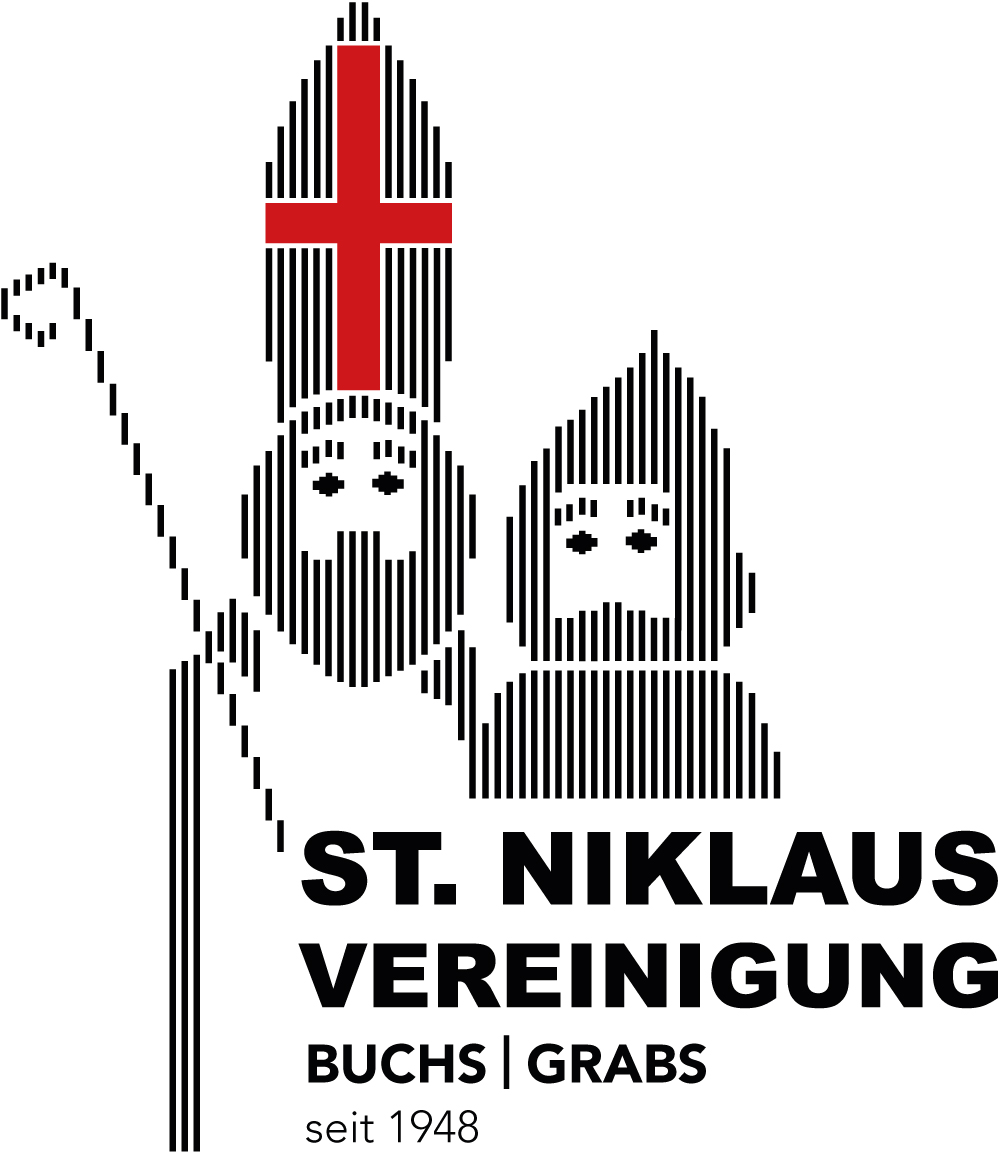 ST. NIKLAUS
VEREINIGUNG
BUCHS | GRABS
seit 1948